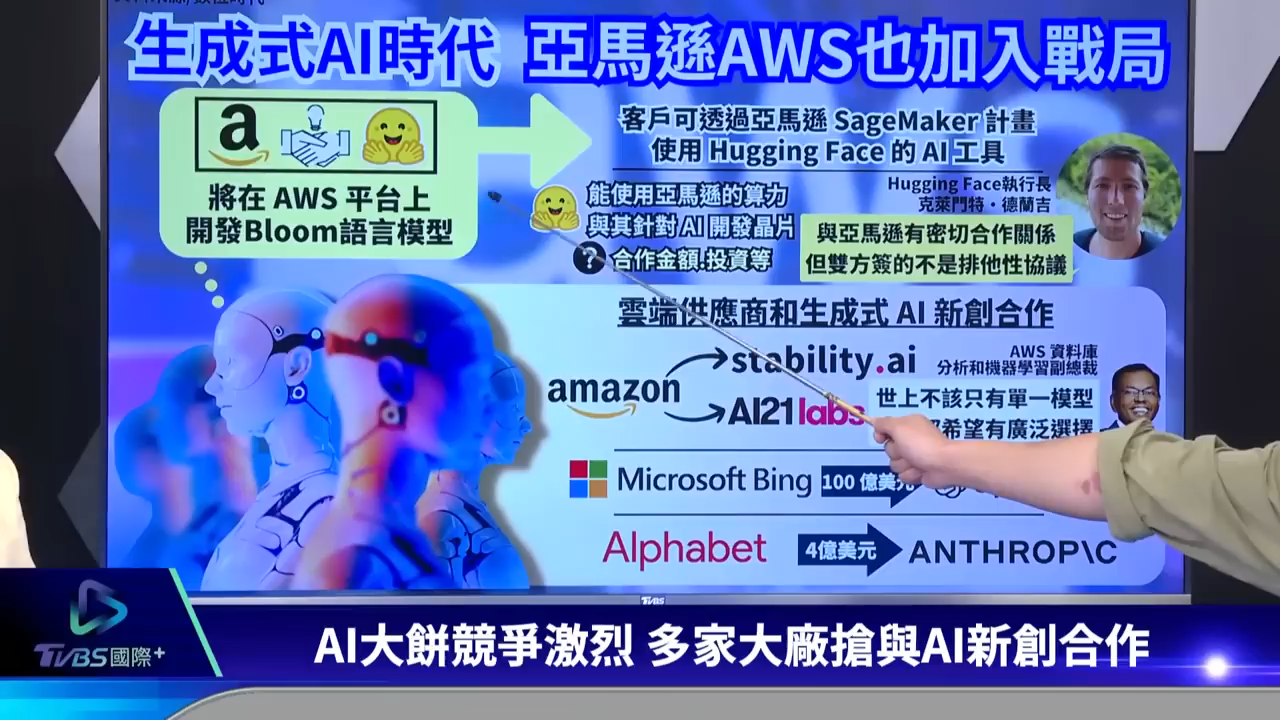 生成式AI時代 亞馬遜AWS也加入戰局
a
將在 AWS 平台上
開發Bloom語言模型
客戶可透過亞馬遜 SageMaker 計畫
使用 Hugging Face 的 AI 工具
能使用亞馬遜的算力
與其針對 AI 開發晶片
? 合作金額.投資等
Hugging Face執行長
克萊門特・德蘭吉
與亞馬遜有密切合作關係
但雙方簽的不是排他性協議
雲端供應商和生成式 AI 新創合作
amazon
stability.ai
AI21 labs
AWS 資料庫
分析和機器學習副總裁
世上不該只有單一模型
希望有廣泛選擇
Microsoft Bing
100 億美元
Alphabet
4億美元
ANTHROP\C
TVBS
TVBS國際+
AI大餅競爭激烈 多家大廠搶與AI新創合作